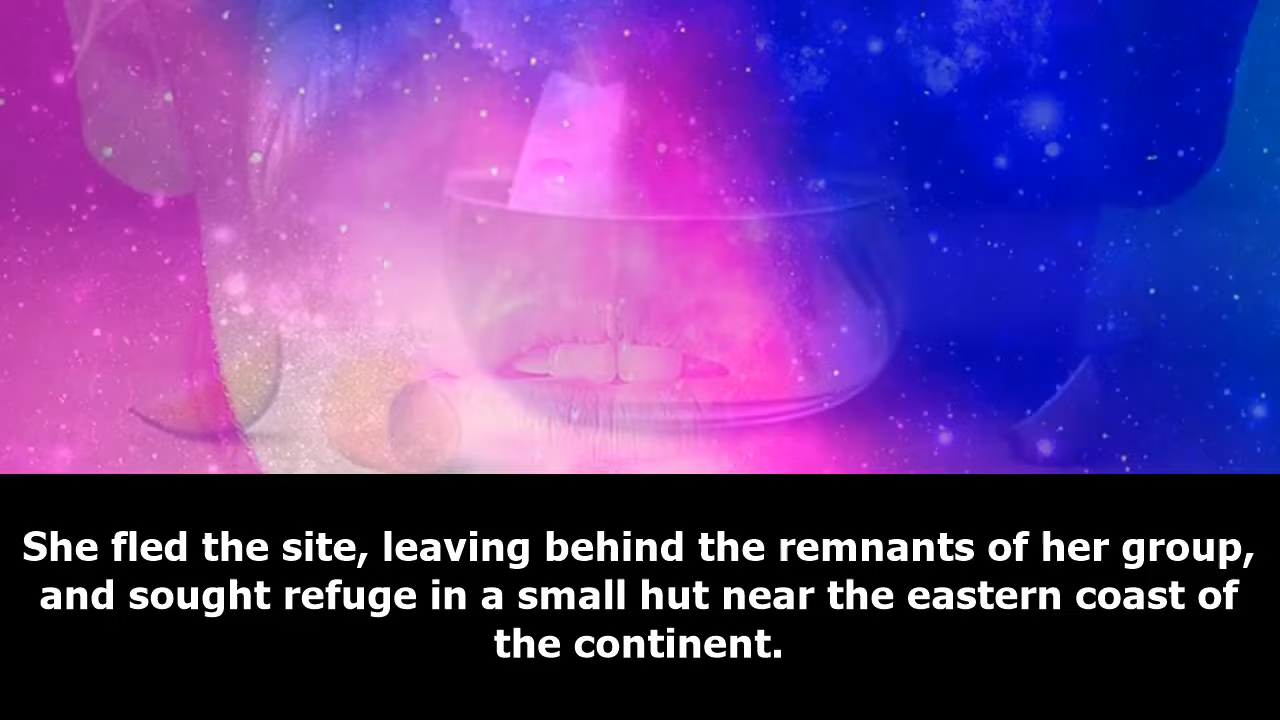 She fled the site, leaving behind the remnants of her group,
and sought refuge in a small hut near the eastern coast of
the continent.